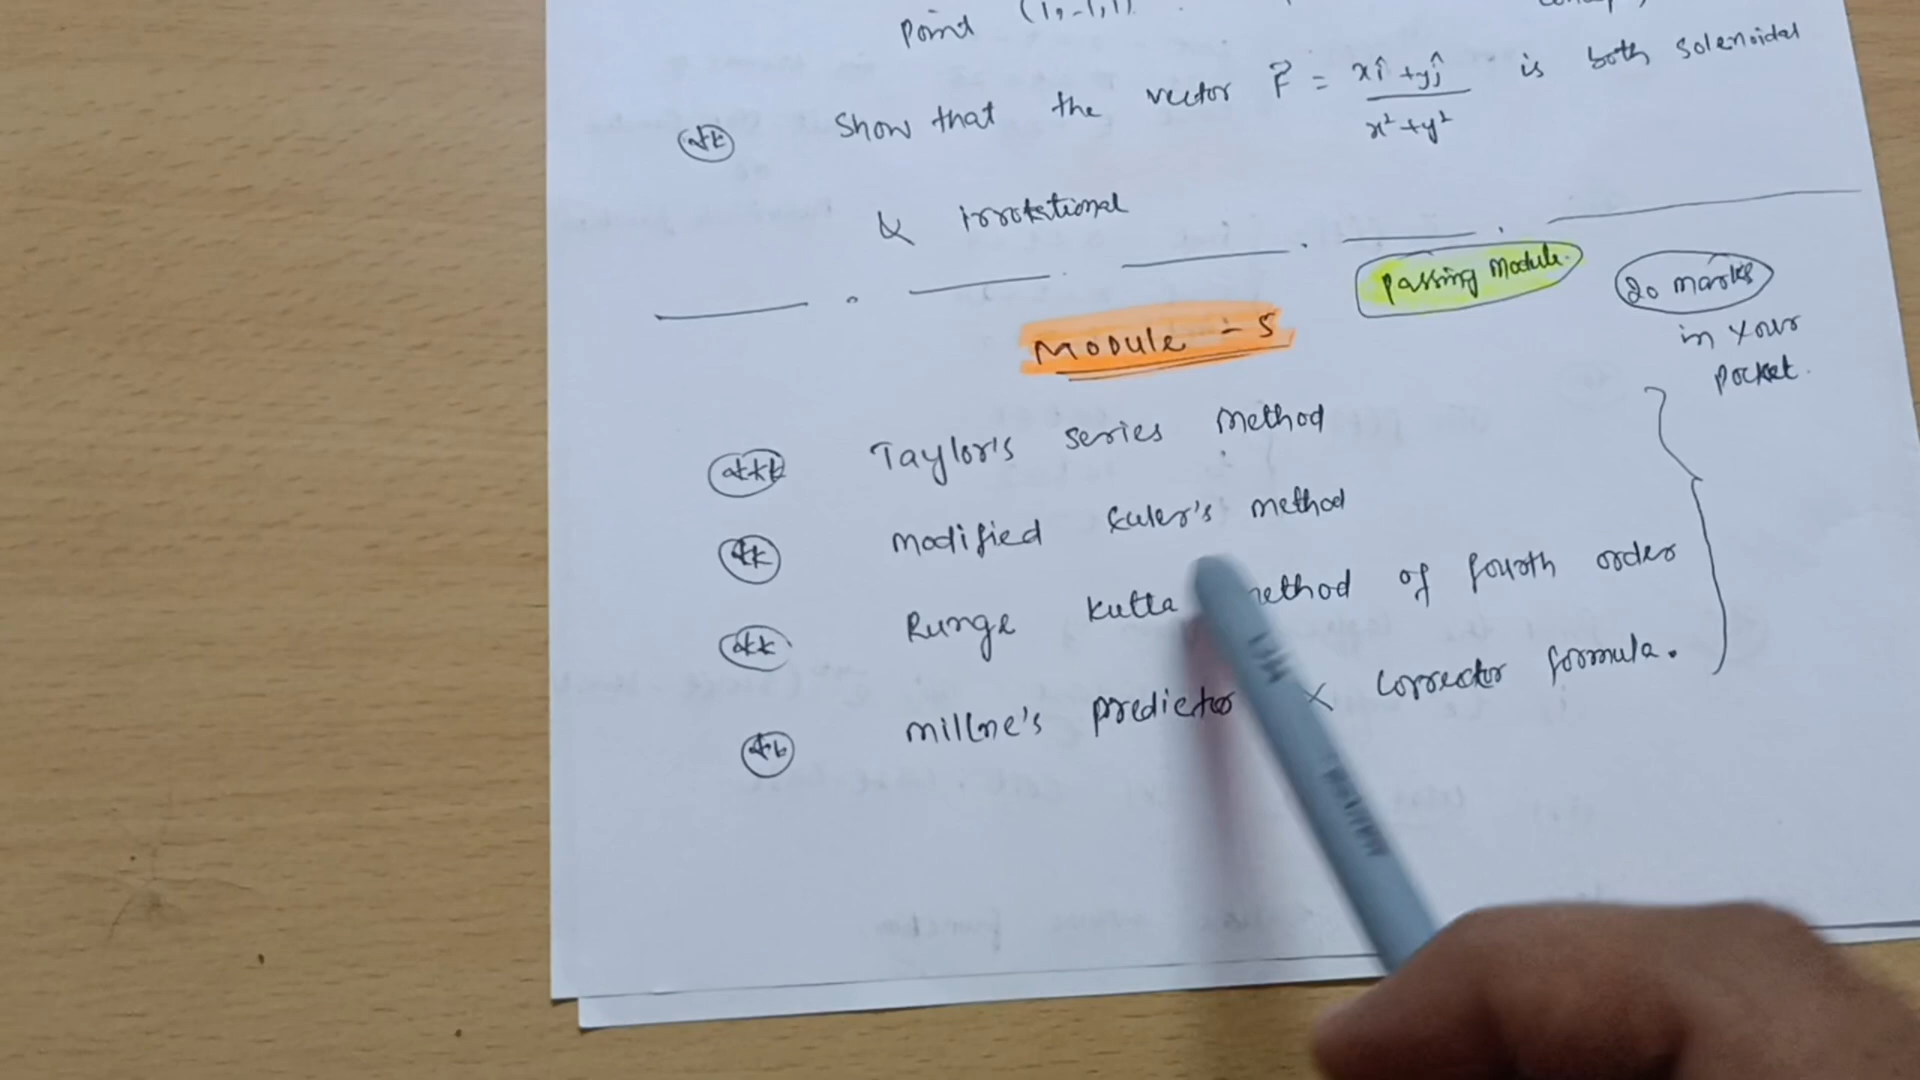 Point (1,-1,1)
** Show that the vector F⃗ = (xî + yĵ)/(x² + y²) is both solenoidal
& irrotational
Passing Module.
20 marks
in your
pocket.
MODULE - 5
*** Taylor's series method
** modified Euler's method
** Runge Kutta method of fourth order
** Millne's predictor & corrector formula.